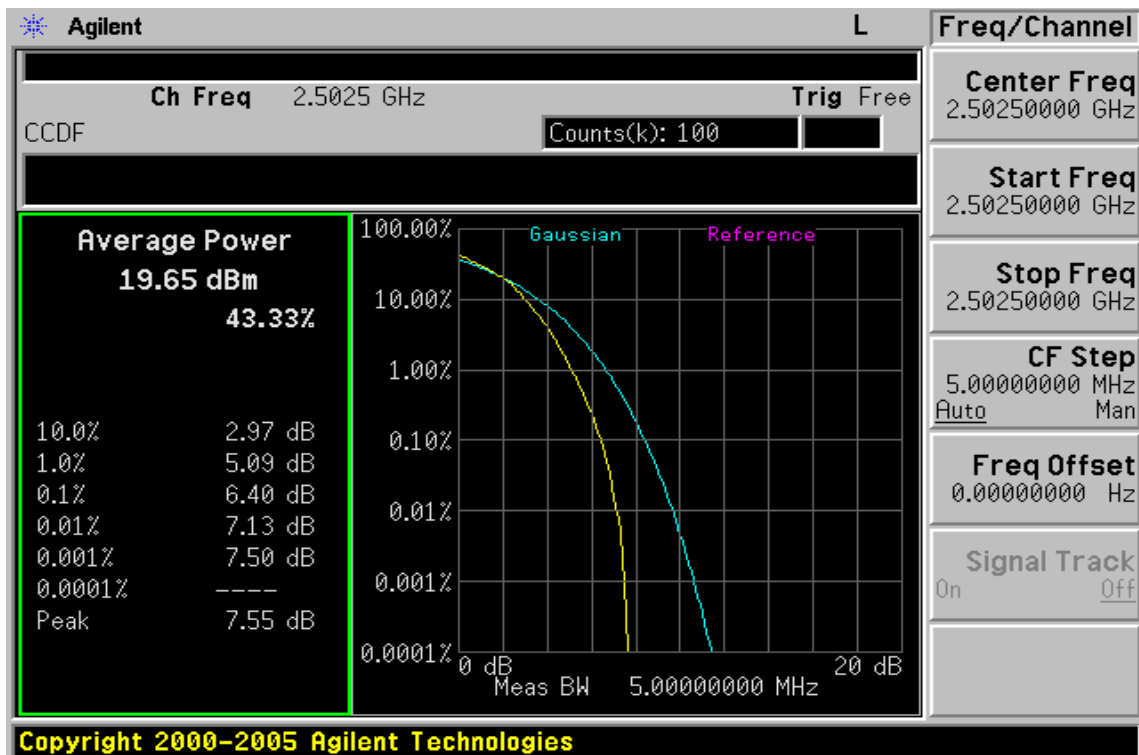 Agilent L
Ch Freq 2.5025 GHz Trig Free
CCDF Counts(k): 100
Average Power
19.65 dBm
43.33%
10.0% 2.97 dB
1.0% 5.09 dB
0.1% 6.40 dB
0.01% 7.13 dB
0.001% 7.50 dB
0.0001% ----
Peak 7.55 dB
Gaussian Reference
100.00%
10.00%
1.00%
0.10%
0.01%
0.001%
0.0001%
0 dB 20 dB
Meas BW 5.00000000 MHz
Freq/Channel
Center Freq
2.50250000 GHz
Start Freq
2.50250000 GHz
Stop Freq
2.50250000 GHz
CF Step
5.00000000 MHz
Auto Man
Freq Offset
0.00000000 Hz
Signal Track
On Off
Copyright 2000-2005 Agilent Technologies